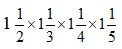 1 1/2 × 1 1/3 × 1 1/4 × 1 1/5